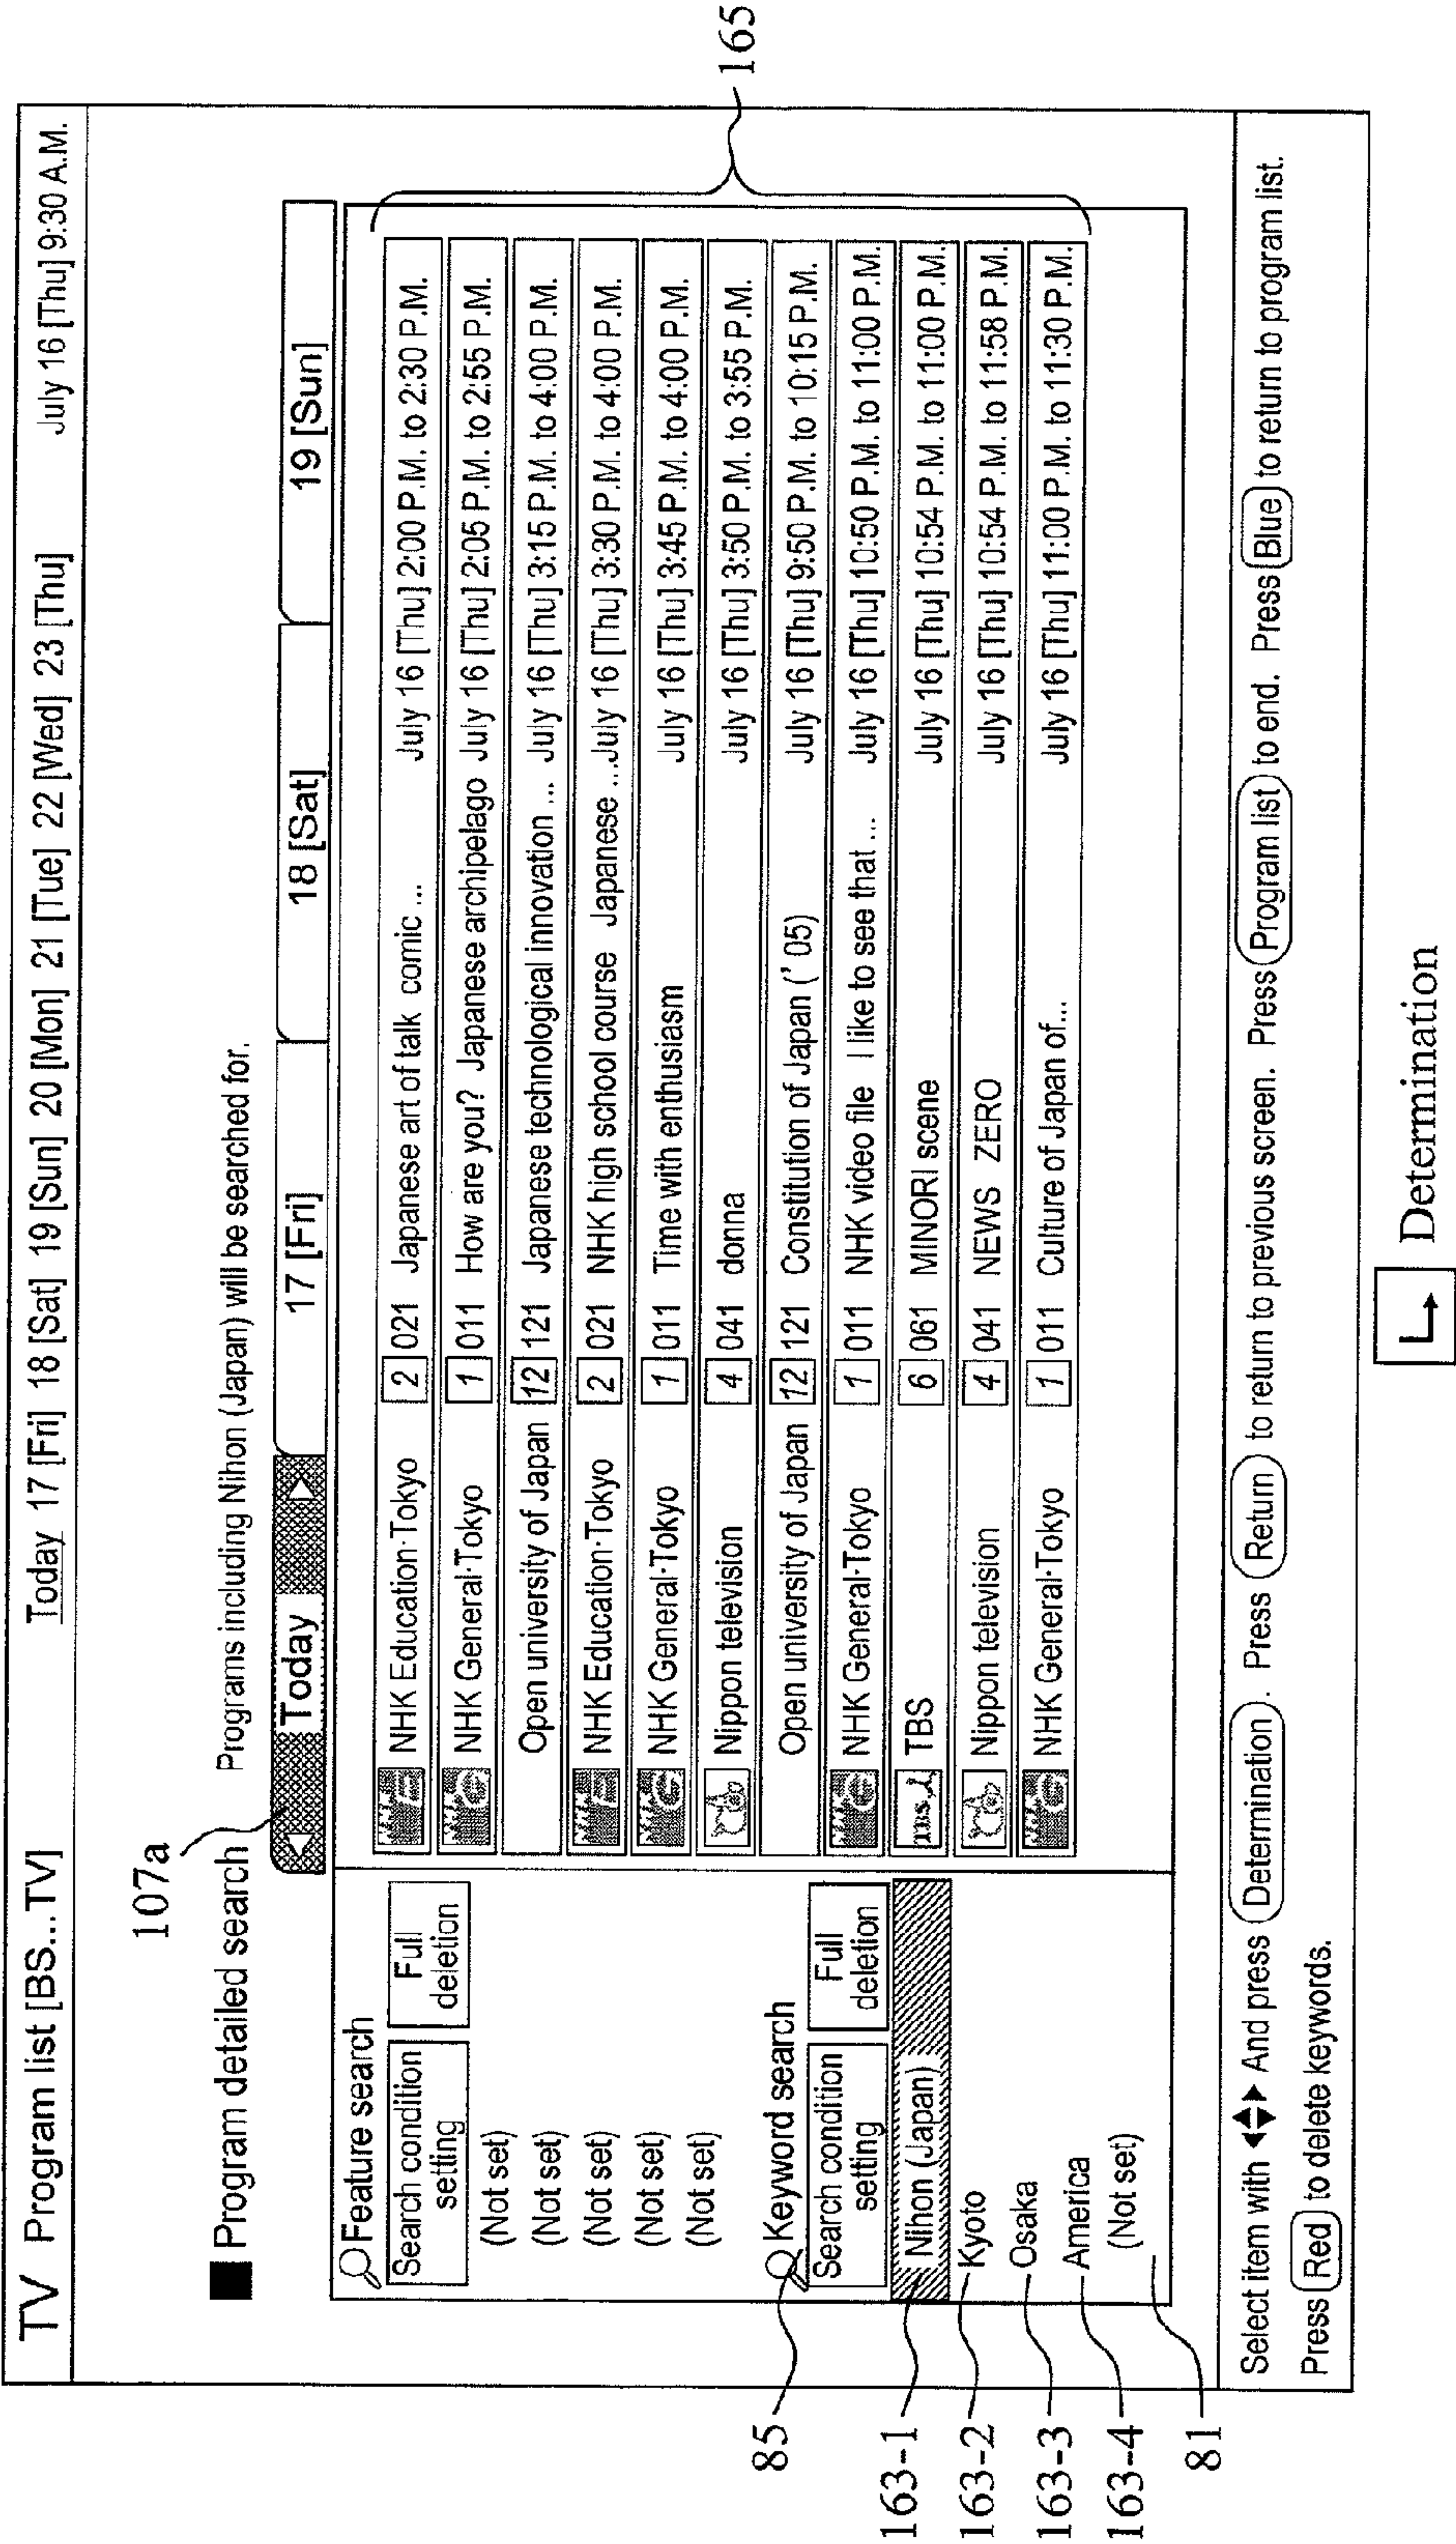 TV Program list [BS...TV] Today 17 [Fri] 18 [Sat] 19 [Sun] 20 [Mon] 21 [Tue] 22 [Wed] 23 [Thu] July 16 [Thu] 9:30 A.M.
107a
Program detailed search Programs including Nihon (Japan) will be searched for.
Today 17 [Fri] 18 [Sat] 19 [Sun]
Feature search
Search condition setting
Full deletion
(Not set)
(Not set)
(Not set)
(Not set)
(Not set)
85
Keyword search
Search condition setting
Full deletion
163-1 Nihon (Japan)
163-2 Kyoto
163-3 Osaka
163-4 America
(Not set)
81
NHK Education·Tokyo 2 021 Japanese art of talk comic ... July 16 [Thu] 2:00 P.M. to 2:30 P.M.
NHK General·Tokyo 1 011 How are you? Japanese archipelago July 16 [Thu] 2:05 P.M. to 2:55 P.M.
Open university of Japan 12 121 Japanese technological innovation ... July 16 [Thu] 3:15 P.M. to 4:00 P.M.
NHK Education·Tokyo 2 021 NHK high school course Japanese ...July 16 [Thu] 3:30 P.M. to 4:00 P.M.
NHK General·Tokyo 1 011 Time with enthusiasm July 16 [Thu] 3:45 P.M. to 4:00 P.M.
Nippon television 4 041 donna July 16 [Thu] 3:50 P.M. to 3:55 P.M.
Open university of Japan 12 121 Constitution of Japan (' 05) July 16 [Thu] 9:50 P.M. to 10:15 P.M.
NHK General·Tokyo 1 011 NHK video file I like to see that ... July 16 [Thu] 10:50 P.M. to 11:00 P.M.
TBS 6 061 MINORI scene July 16 [Thu] 10:54 P.M. to 11:00 P.M.
Nippon television 4 041 NEWS ZERO July 16 [Thu] 10:54 P.M. to 11:58 P.M.
NHK General·Tokyo 1 011 Culture of Japan of... July 16 [Thu] 11:00 P.M. to 11:30 P.M.
165
Select item with And press Determination. Press Return to return to previous screen. Press Program list to end. Press Blue to return to program list.
Press Red to delete keywords.
Determination